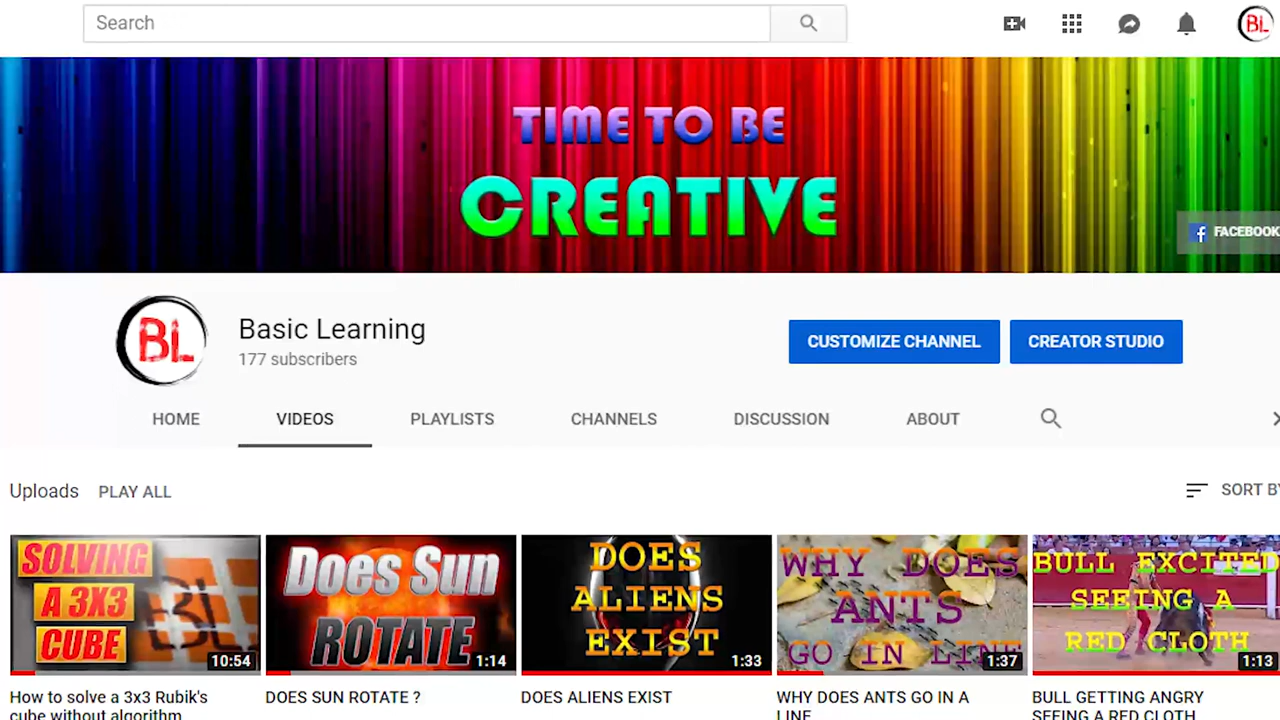 Search
BL
TIME TO BE
CREATIVE
FACEBOOK
BL
Basic Learning
177 subscribers
CUSTOMIZE CHANNEL
CREATOR STUDIO
HOME VIDEOS PLAYLISTS CHANNELS DISCUSSION ABOUT
Uploads PLAY ALL
SORT BY
SOLVING
A 3X3
CUBE
BL
10:54
Does Sun
ROTATE
1:14
DOES
ALIENS
EXIST
1:33
WHY DOES
ANTS
GO IN LINE
1:37
BULL EXCITED
SEEING A
RED CLOTH
1:13
How to solve a 3x3 Rubik's
cube without algorithm
DOES SUN ROTATE ?
DOES ALIENS EXIST
WHY DOES ANTS GO IN A
LINE
BULL GETTING ANGRY
SEEING A RED CLOTH